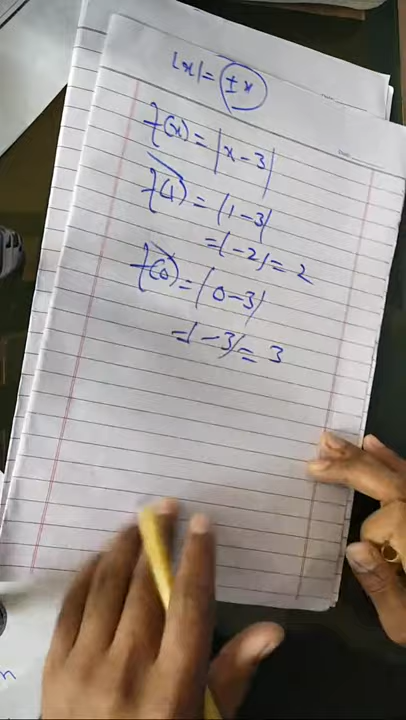 |x| = ±x
f(x) = |x-3|
f(1) = |1-3|
= |-2| = 2
f(0) = |0-3|
= |-3| = 3